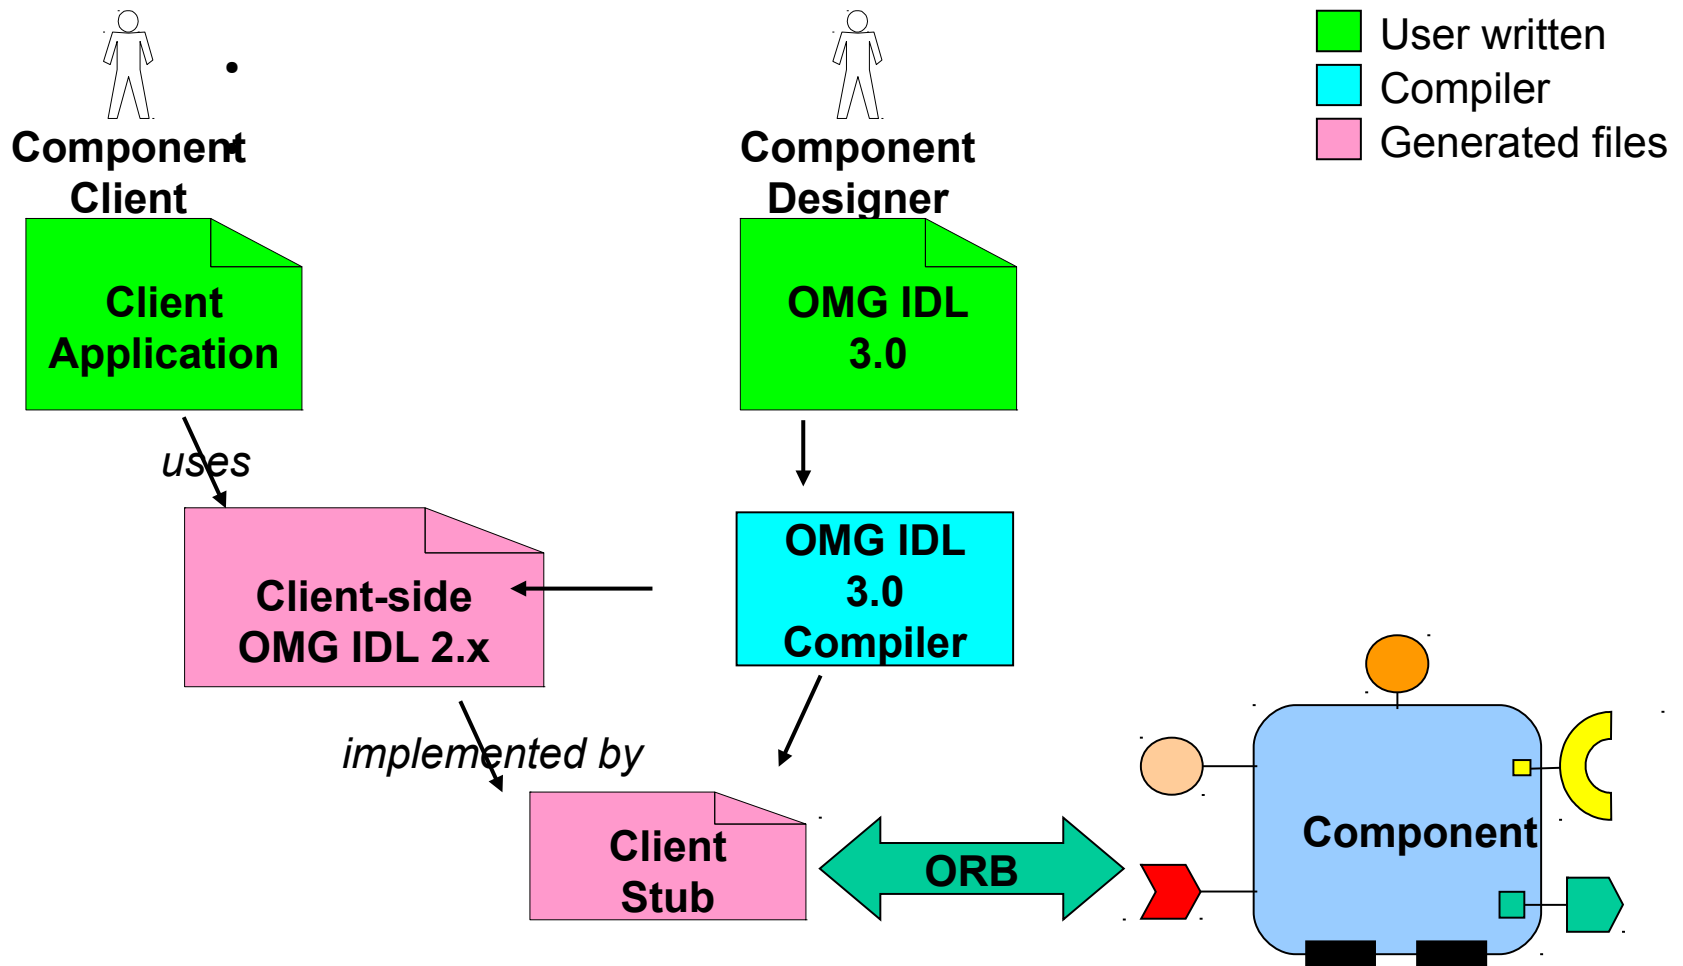 User written
Compiler
Generated files
Component
Client
Component
Designer
Client
Application
OMG IDL
3.0
uses
OMG IDL
3.0
Compiler
Client-side
OMG IDL 2.x
implemented by
Client
Stub
ORB
Component